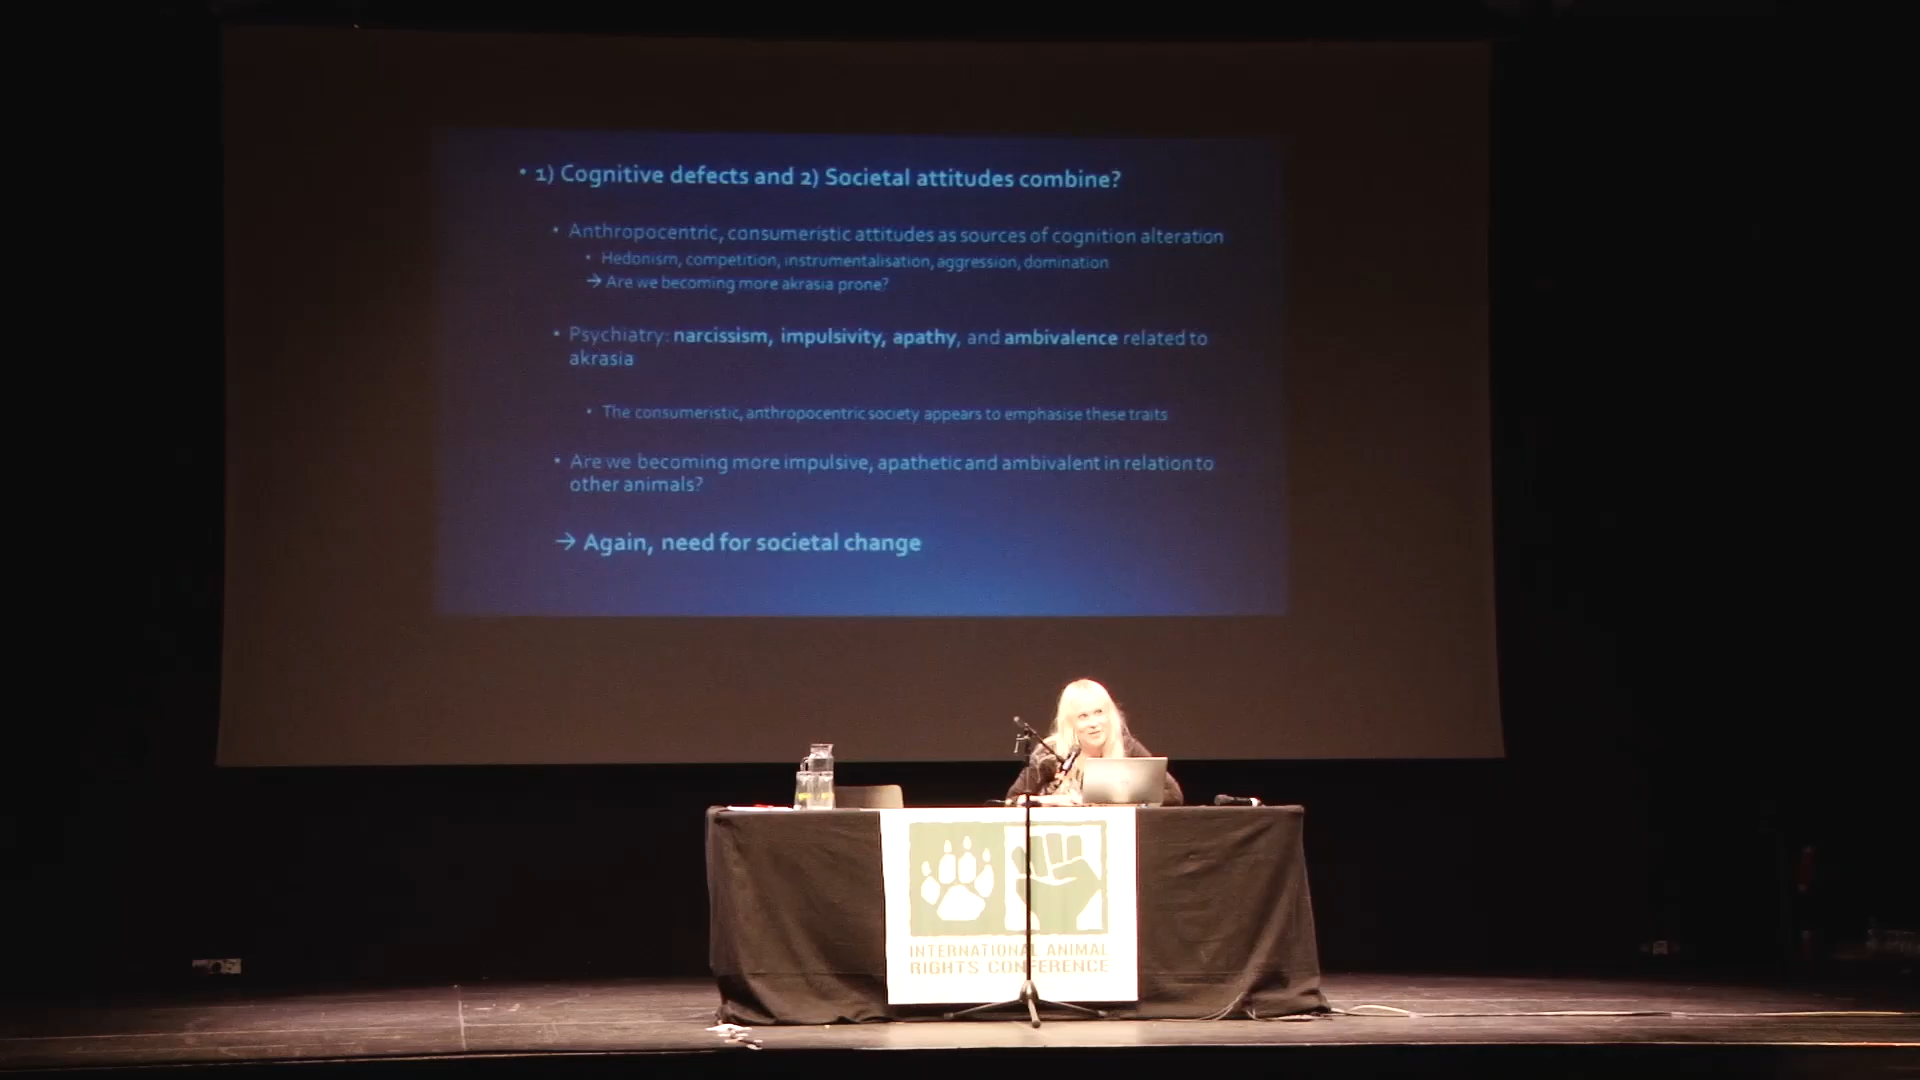 • 1) Cognitive defects and 2) Societal attitudes combine?
• Anthropocentric, consumeristic attitudes as sources of cognition alteration
• Hedonism, competition, instrumentalisation, aggression, domination
→ Are we becoming more akrasia prone?
• Psychiatry: narcissism, impulsivity, apathy, and ambivalence related to
akrasia
• The consumeristic, anthropocentric society appears to emphasise these traits
• Are we becoming more impulsive, apathetic and ambivalent in relation to
other animals?
→ Again, need for societal change
INTERNATIONAL ANIMAL
RIGHTS CONFERENCE